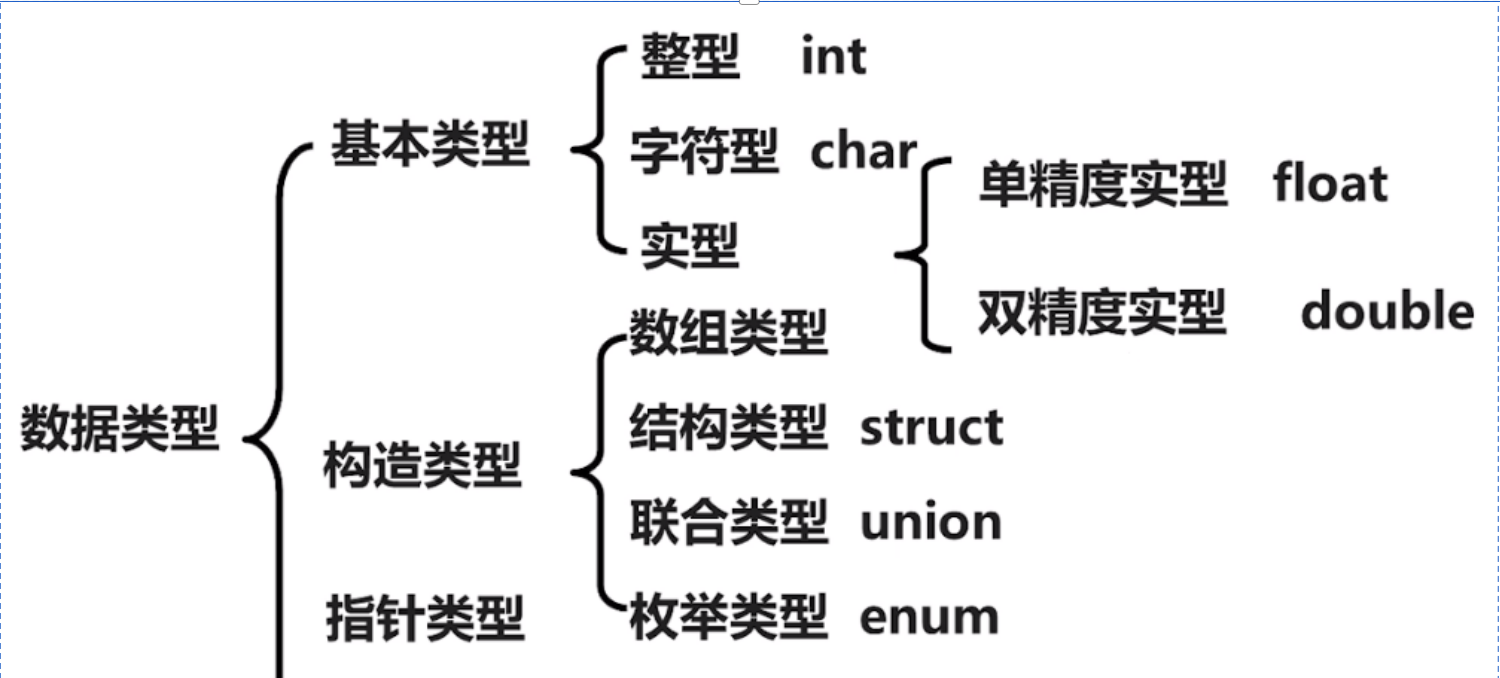 整型 int
基本类型
字符型 char
单精度实型 float
实型
双精度实型 double
数组类型
数据类型
结构类型 struct
构造类型
联合类型 union
指针类型
枚举类型 enum